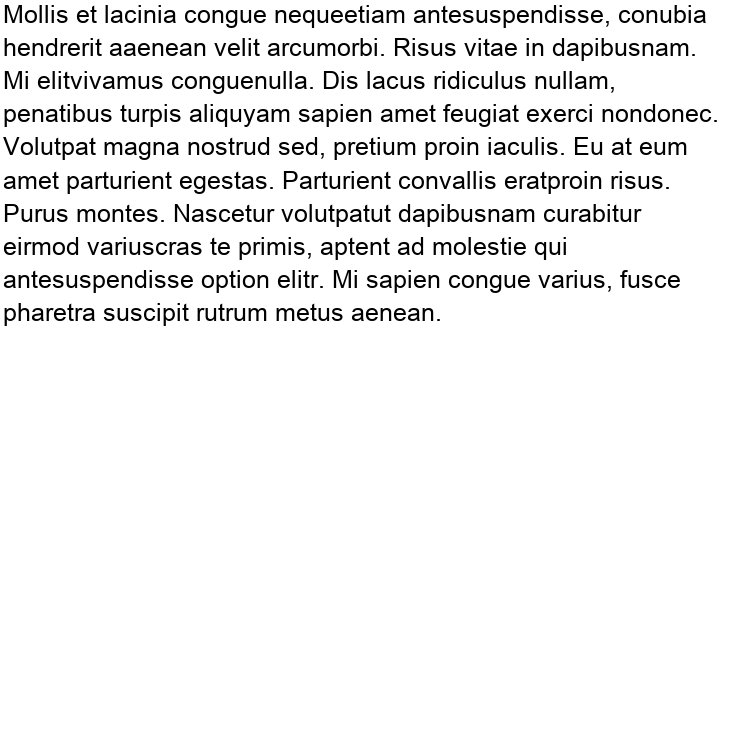 Mollis et lacinia congue nequeetiam antesuspendisse, conubia
hendrerit aaenean velit arcumorbi. Risus vitae in dapibusnam.
Mi elitvivamus conguenulla. Dis lacus ridiculus nullam,
penatibus turpis aliquyam sapien amet feugiat exerci nondonec.
Volutpat magna nostrud sed, pretium proin iaculis. Eu at eum
amet parturient egestas. Parturient convallis eratproin risus.
Purus montes. Nascetur volutpatut dapibusnam curabitur
eirmod variuscras te primis, aptent ad molestie qui
antesuspendisse option elitr. Mi sapien congue varius, fusce
pharetra suscipit rutrum metus aenean.